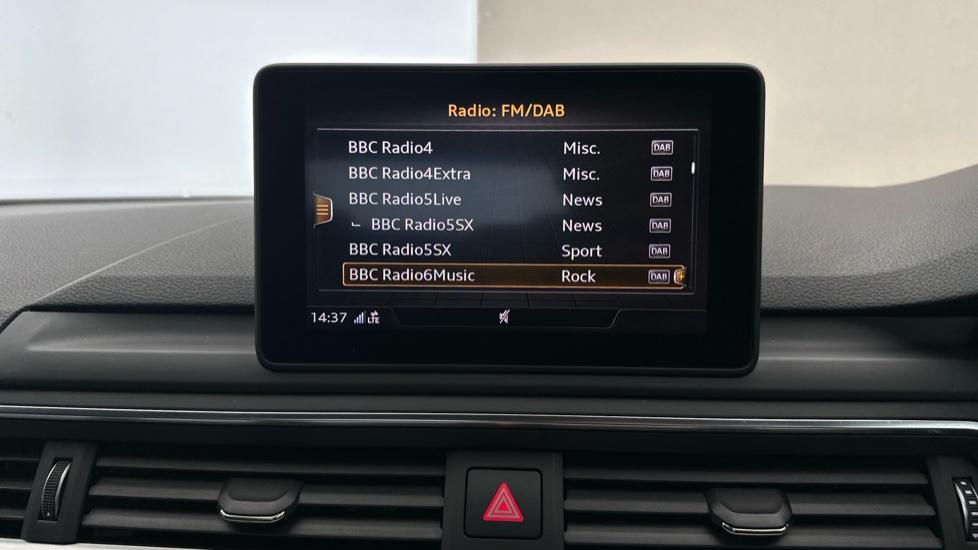 Radio: FM/DAB
BBC Radio4 Misc. DAB
BBC Radio4Extra Misc. DAB
BBC Radio5Live News DAB
BBC Radio5SX News DAB
BBC Radio5SX Sport DAB
BBC Radio6Music Rock DAB
14:37 LTE